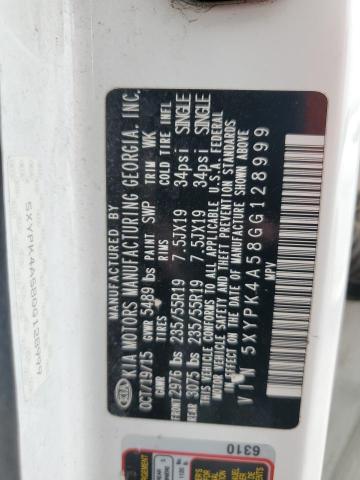 MANUFACTURED BY
KIA MOTORS MANUFACTURING GEORGIA, INC.
KIA
OCT/19/15 GVWR 5489 lbs PAINT SWP TRIM WK
GAWR TIRES RIMS COLD TIRE INFL
FRONT 2976 lbs 235/55R19 7.5JX19 34psi SINGLE
REAR 3076 lbs 235/55R19 7.5JX19 34psi SINGLE
THIS VEHICLE CONFORMS TO ALL APPLICABLE U.S.A. FEDERAL
MOTOR VEHICLE SAFETY AND THEFT PREVENTION STANDARDS
IN EFFECT ON THE DATE OF MANUFACTURE SHOWN ABOVE.
VIN 5XYPK4A58GG128999
MPV
5XYPK4A58GG128999
6310